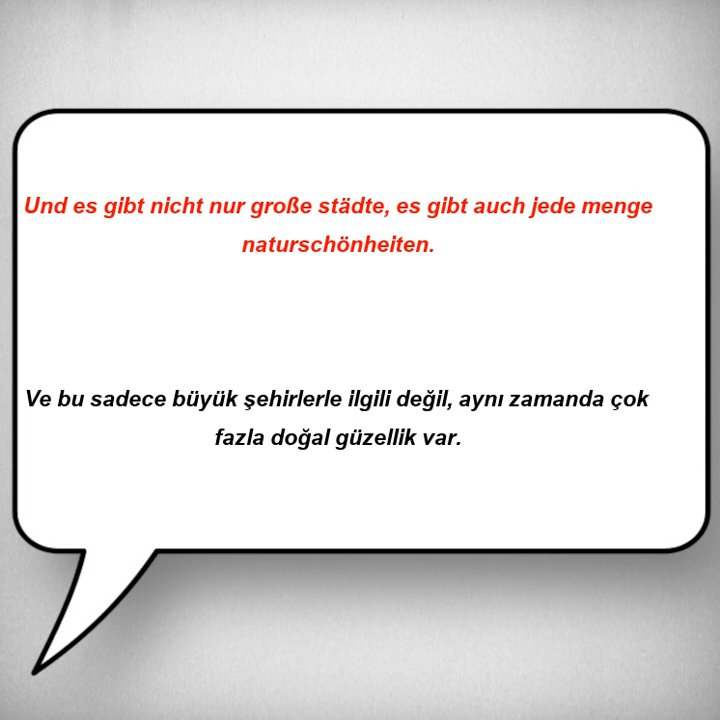 Und es gibt nicht nur große städte, es gibt auch jede menge
naturschönheiten.
Ve bu sadece büyük şehirlerle ilgili değil, aynı zamanda çok
fazla doğal güzellik var.